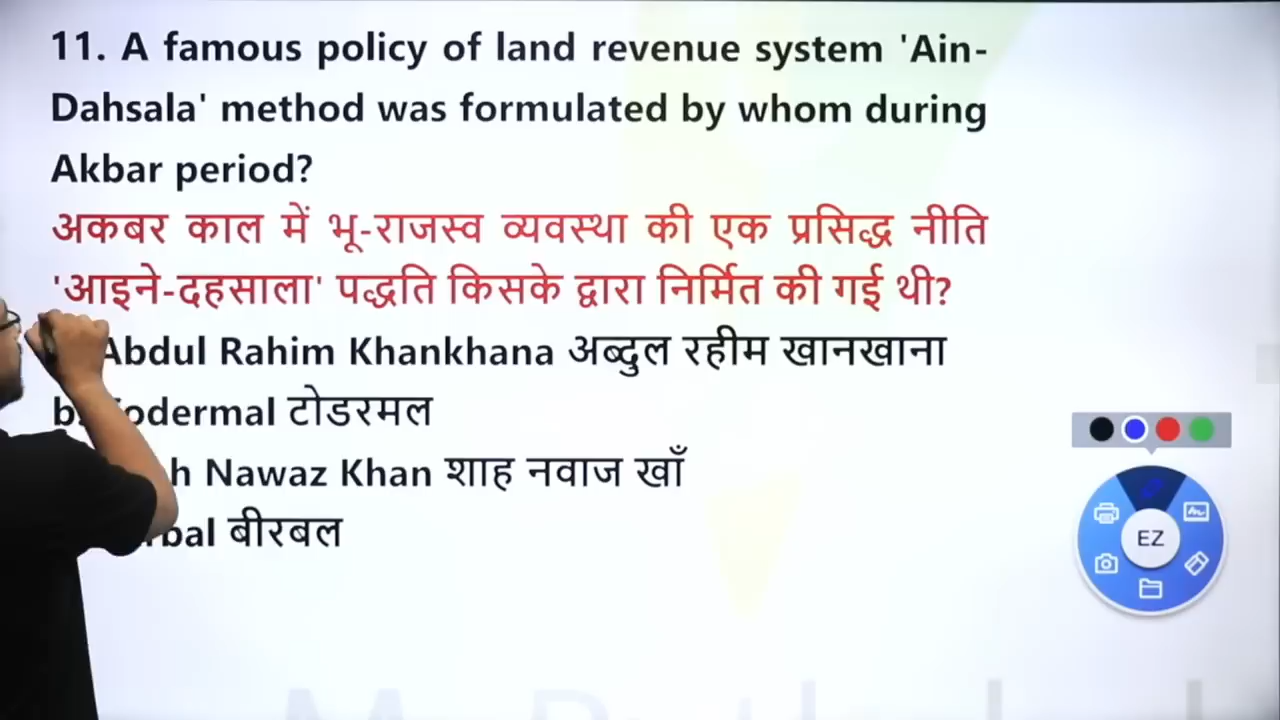 11. A famous policy of land revenue system 'Ain-
Dahsala' method was formulated by whom during
Akbar period?
अकबर काल में भू-राजस्व व्यवस्था की एक प्रसिद्ध नीति
'आइने-दहसाला' पद्धति किसके द्वारा निर्मित की गई थी?
Abdul Rahim Khankhana अब्दुल रहीम खानखाना
b. Todermal टोडरमल
Nawaz Khan शाह नवाज खाँ
बीरबल
EZ